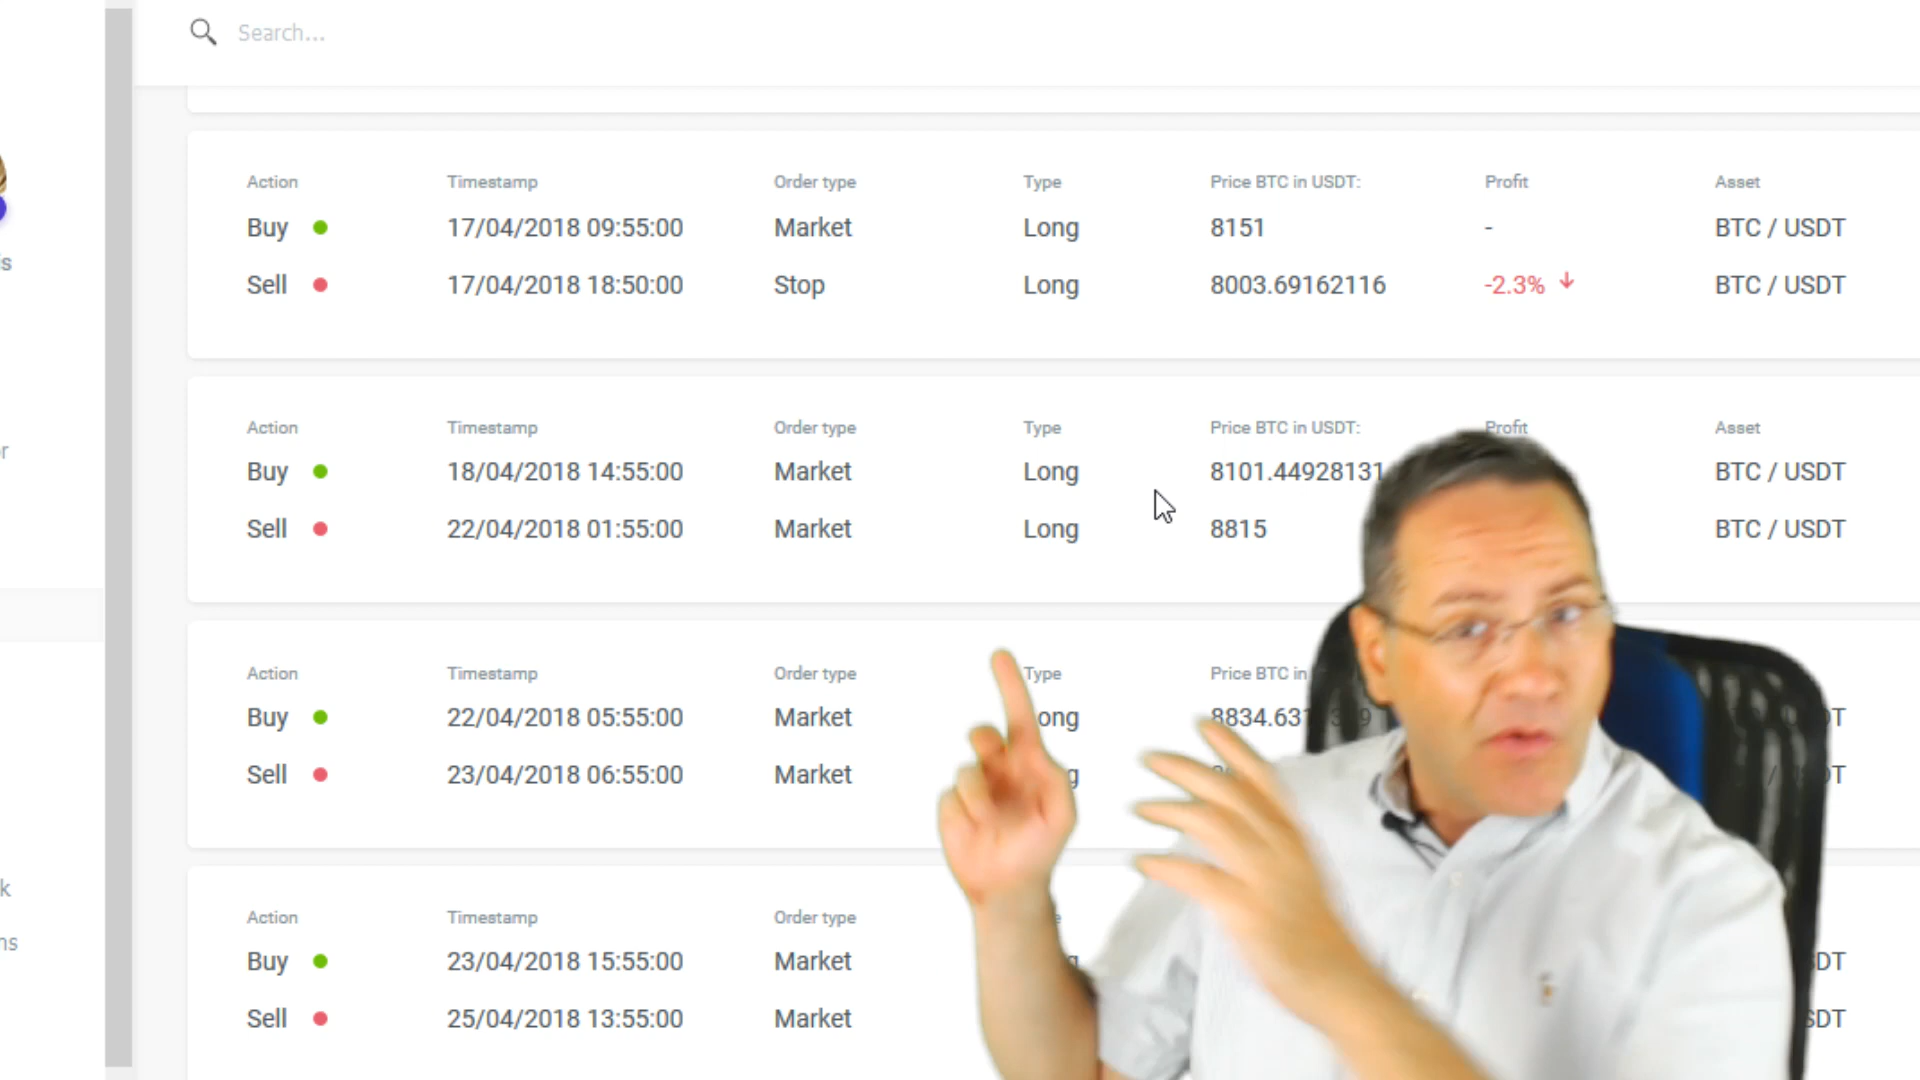 Search...
Action Timestamp Order type Type Price BTC in USDT: Profit Asset
Buy 17/04/2018 09:55:00 Market Long 8151 - BTC / USDT
Sell 17/04/2018 18:50:00 Stop Long 8003.69162116 -2.3% BTC / USDT
Action Timestamp Order type Type Price BTC in USDT: Profit Asset
Buy 18/04/2018 14:55:00 Market Long 8101.44928131 BTC / USDT
Sell 22/04/2018 01:55:00 Market Long 8815 BTC / USDT
Action Timestamp Order type Type Price BTC in
Buy 22/04/2018 05:55:00 Market
Sell 23/04/2018 06:55:00 Market
Action Timestamp Order type
Buy 23/04/2018 15:55:00 Market
Sell 25/04/2018 13:55:00 Market